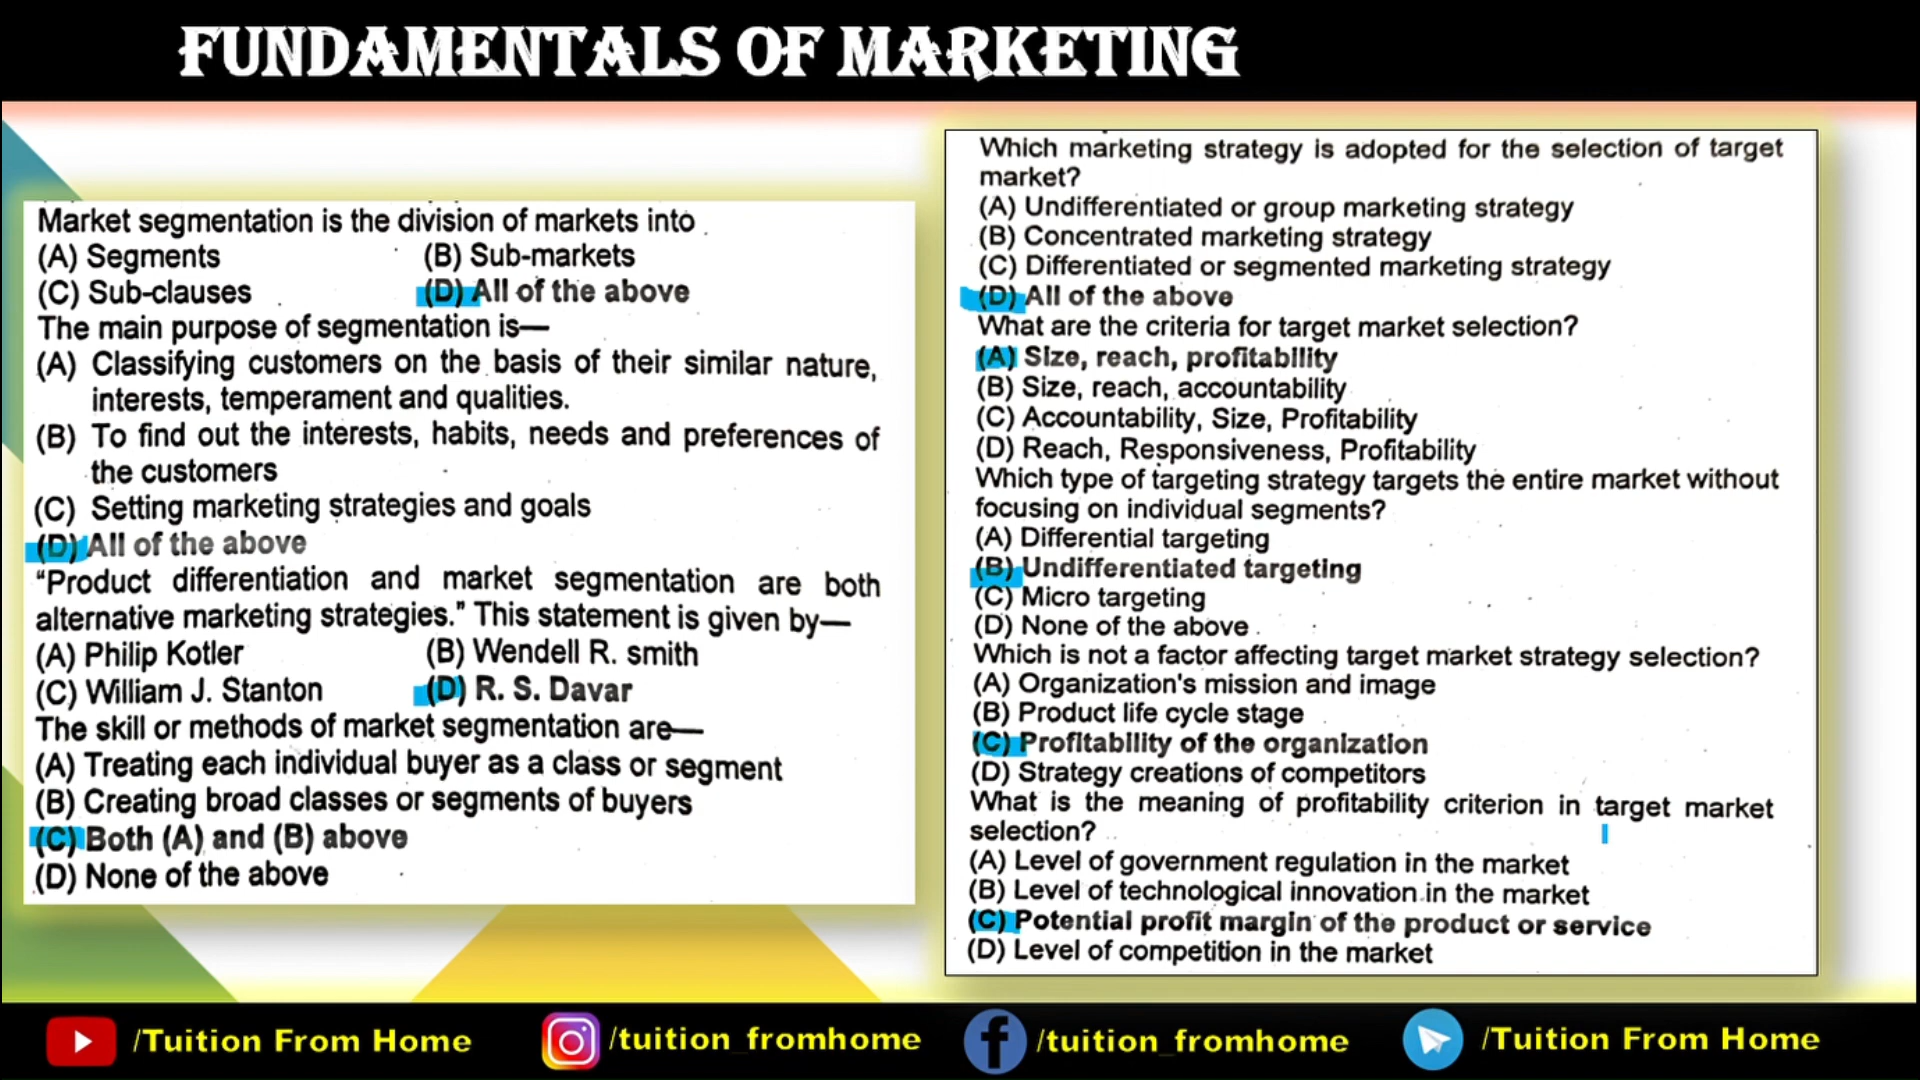 FUNDAMENTALS OF MARKETING
Market segmentation is the division of markets into
(A) Segments (B) Sub-markets
(C) Sub-clauses (D) All of the above
The main purpose of segmentation is—
(A) Classifying customers on the basis of their similar nature,
interests, temperament and qualities.
(B) To find out the interests, habits, needs and preferences of
the customers
(C) Setting marketing strategies and goals
(D) All of the above
“Product differentiation and market segmentation are both
alternative marketing strategies.” This statement is given by—
(A) Philip Kotler (B) Wendell R. smith
(C) William J. Stanton (D) R. S. Davar
The skill or methods of market segmentation are—
(A) Treating each individual buyer as a class or segment
(B) Creating broad classes or segments of buyers
(C) Both (A) and (B) above
(D) None of the above
Which marketing strategy is adopted for the selection of target
market?
(A) Undifferentiated or group marketing strategy
(B) Concentrated marketing strategy
(C) Differentiated or segmented marketing strategy
(D) All of the above
What are the criteria for target market selection?
(A) Size, reach, profitability
(B) Size, reach, accountability
(C) Accountability, Size, Profitability
(D) Reach, Responsiveness, Profitability
Which type of targeting strategy targets the entire market without
focusing on individual segments?
(A) Differential targeting
(B) Undifferentiated targeting
(C) Micro targeting
(D) None of the above
Which is not a factor affecting target market strategy selection?
(A) Organization's mission and image
(B) Product life cycle stage
(C) Profitability of the organization
(D) Strategy creations of competitors
What is the meaning of profitability criterion in target market
selection?
(A) Level of government regulation in the market
(B) Level of technological innovation in the market
(C) Potential profit margin of the product or service
(D) Level of competition in the market
/Tuition From Home /tuition_fromhome /tuition_fromhome /Tuition From Home